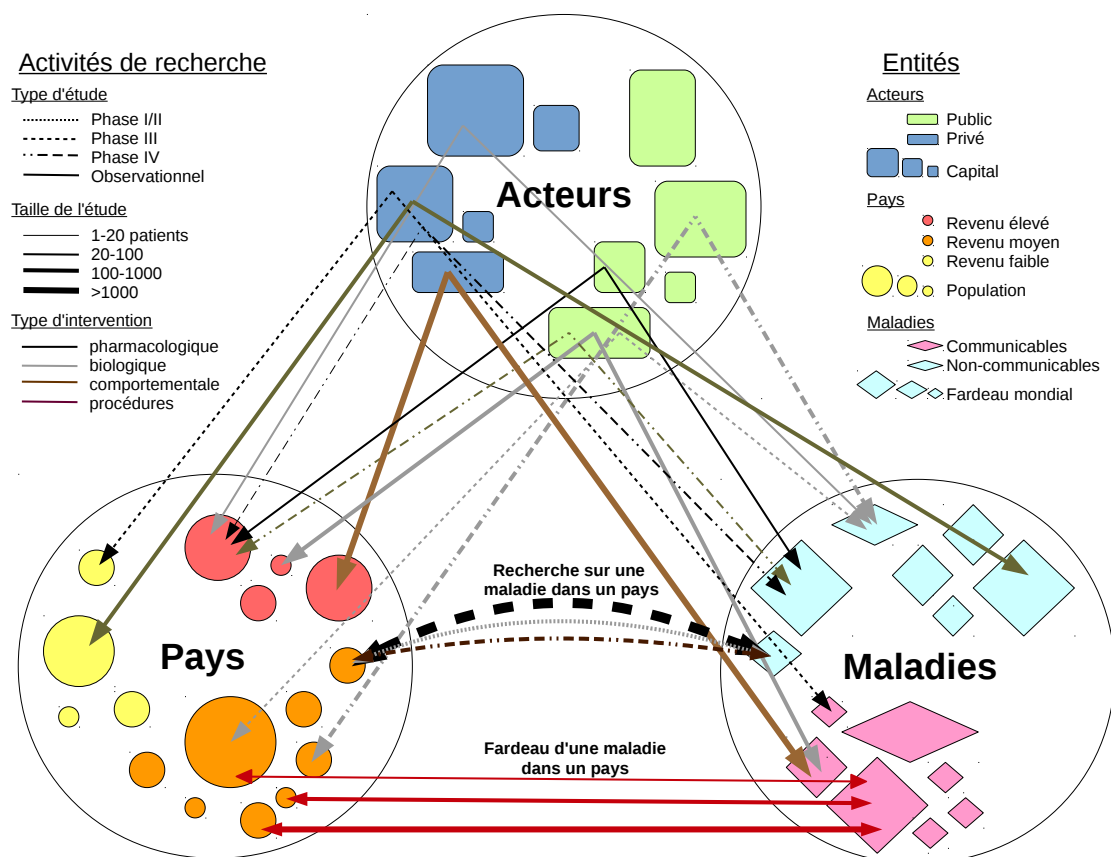 Activités de recherche
Type d'étude
Phase I/II
Phase III
Phase IV
Observationnel
Taille de l'étude
1-20 patients
20-100
100-1000
>1000
Type d'intervention
pharmacologique
biologique
comportementale
procédures
Entités
Acteurs
Public
Privé
Capital
Pays
Revenu élevé
Revenu moyen
Revenu faible
Population
Maladies
Communicables
Non-communicables
Fardeau mondial
Acteurs
Recherche sur une
maladie dans un pays
Pays
Maladies
Fardeau d'une maladie
dans un pays